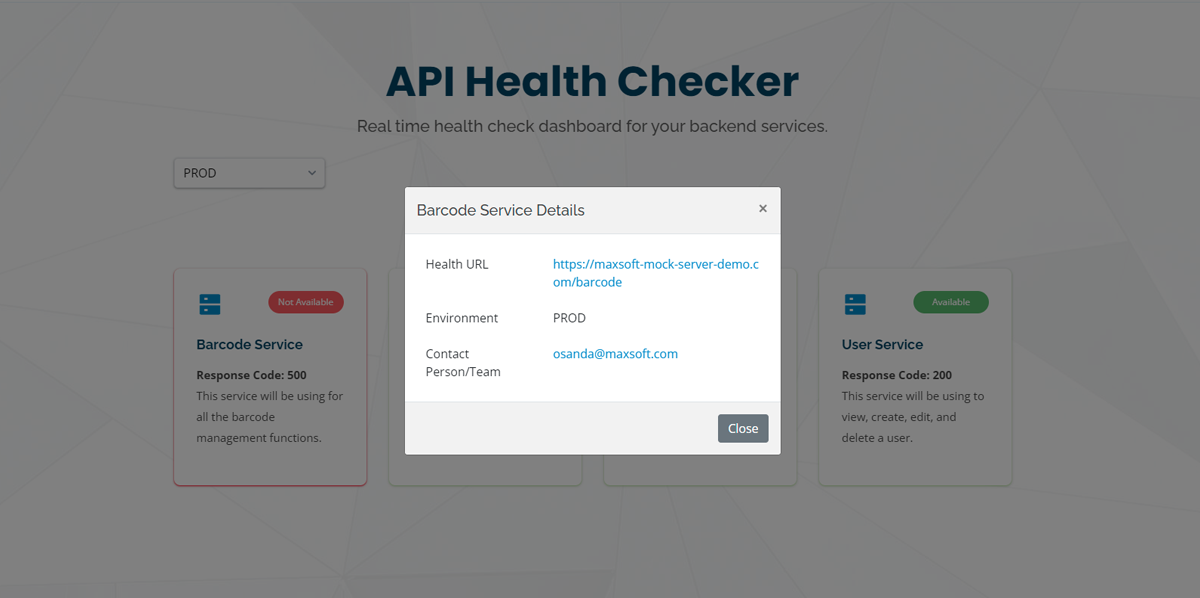 API Health Checker
Real time health check dashboard for your backend services.
PROD
Barcode Service Details
×
Health URL
https://maxsoft-mock-server-demo.c
om/barcode
Environment
PROD
Contact
Person/Team
osanda@maxsoft.com
Close
Not Available
Barcode Service
Response Code: 500
This service will be using for
all the barcode
management functions.
Available
User Service
Response Code: 200
This service will be using to
view, create, edit, and
delete a user.